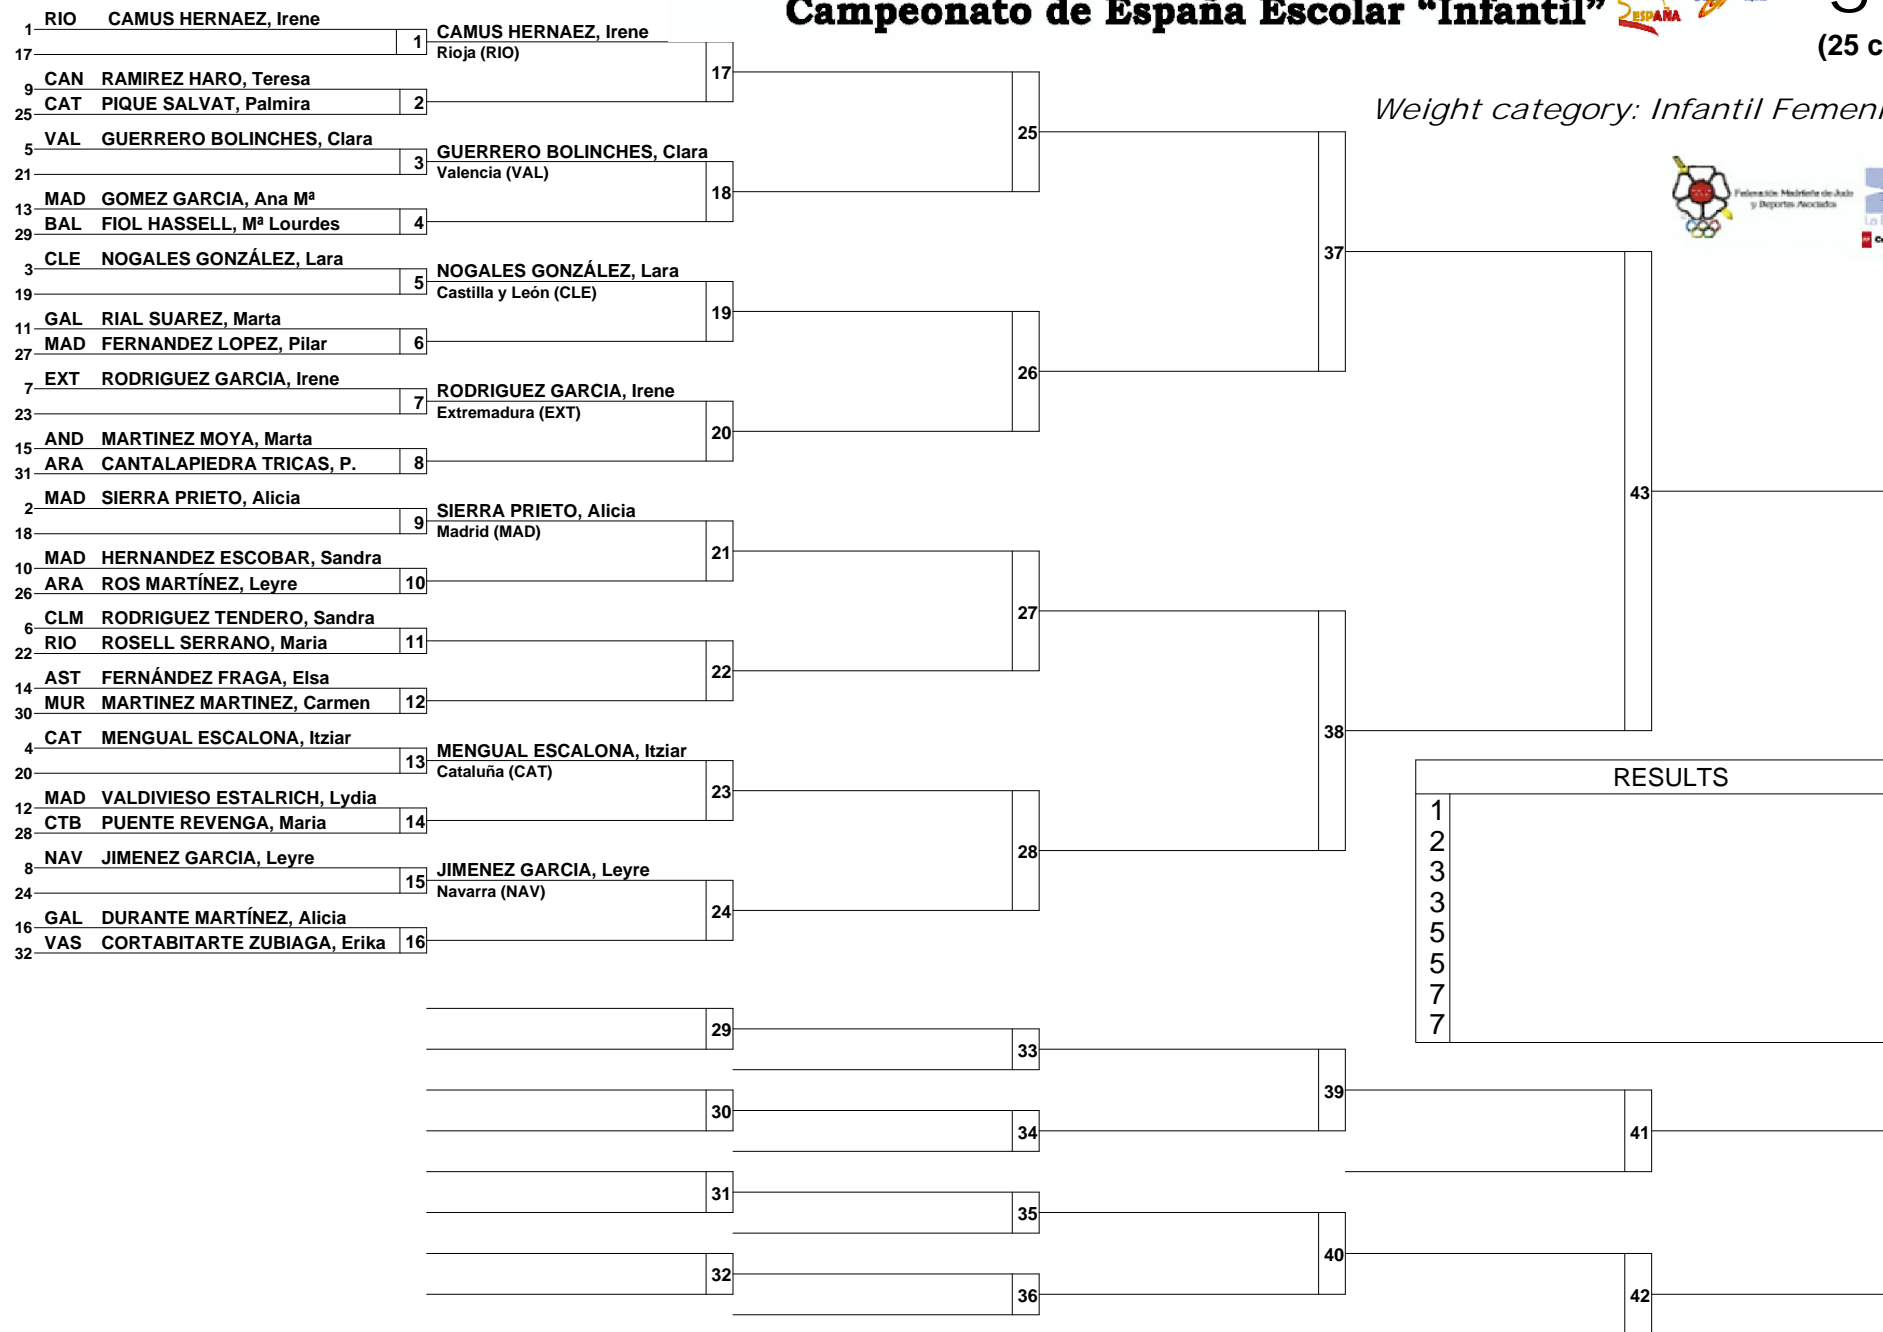 Campeonato de España Escolar “Infantil”
ESPAÑA
(25 c
Weight category: Infantil Femeni
Federación Madrileña de Judo
y Deportes Asociados
1 RIO CAMUS HERNAEZ, Irene
17
1 CAMUS HERNAEZ, Irene
Rioja (RIO)
9 CAN RAMIREZ HARO, Teresa
25 CAT PIQUE SALVAT, Palmira
2
17
5 VAL GUERRERO BOLINCHES, Clara
21
3 GUERRERO BOLINCHES, Clara
Valencia (VAL)
13 MAD GOMEZ GARCIA, Ana Mª
29 BAL FIOL HASSELL, Mª Lourdes
4
18
25
3 CLE NOGALES GONZÁLEZ, Lara
19
5 NOGALES GONZÁLEZ, Lara
Castilla y León (CLE)
11 GAL RIAL SUAREZ, Marta
27 MAD FERNANDEZ LOPEZ, Pilar
6
19
7 EXT RODRIGUEZ GARCIA, Irene
23
7 RODRIGUEZ GARCIA, Irene
Extremadura (EXT)
15 AND MARTINEZ MOYA, Marta
31 ARA CANTALAPIEDRA TRICAS, P.
8
20
26
37
2 MAD SIERRA PRIETO, Alicia
18
9 SIERRA PRIETO, Alicia
Madrid (MAD)
10 MAD HERNANDEZ ESCOBAR, Sandra
26 ARA ROS MARTÍNEZ, Leyre
10
21
6 CLM RODRIGUEZ TENDERO, Sandra
22 RIO ROSELL SERRANO, Maria
11
14 AST FERNÁNDEZ FRAGA, Elsa
30 MUR MARTINEZ MARTINEZ, Carmen
12
22
27
4 CAT MENGUAL ESCALONA, Itziar
20
13 MENGUAL ESCALONA, Itziar
Cataluña (CAT)
12 MAD VALDIVIESO ESTALRICH, Lydia
28 CTB PUENTE REVENGA, Maria
14
23
8 NAV JIMENEZ GARCIA, Leyre
24
15 JIMENEZ GARCIA, Leyre
Navarra (NAV)
16 GAL DURANTE MARTÍNEZ, Alicia
32 VAS CORTABITARTE ZUBIAGA, Erika
16
24
28
38
43
RESULTS
1
2
3
3
5
5
7
7
29
33
30
34
39
41
31
35
32
36
40
42